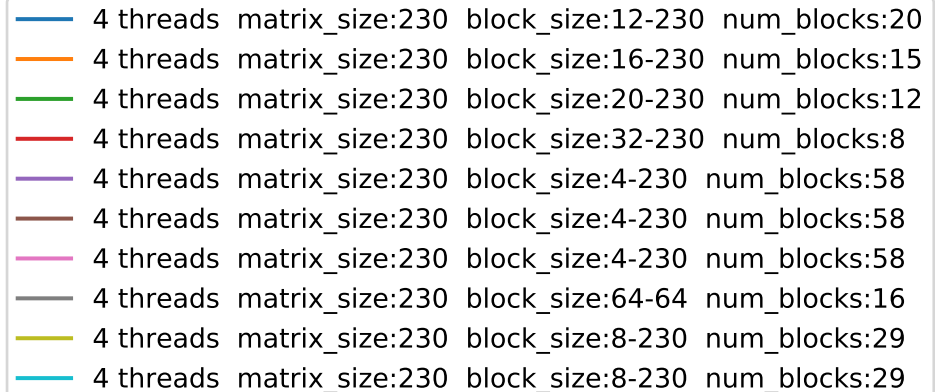 4 threads matrix_size:230 block_size:12-230 num_blocks:20
4 threads matrix_size:230 block_size:16-230 num_blocks:15
4 threads matrix_size:230 block_size:20-230 num_blocks:12
4 threads matrix_size:230 block_size:32-230 num_blocks:8
4 threads matrix_size:230 block_size:4-230 num_blocks:58
4 threads matrix_size:230 block_size:4-230 num_blocks:58
4 threads matrix_size:230 block_size:4-230 num_blocks:58
4 threads matrix_size:230 block_size:64-64 num_blocks:16
4 threads matrix_size:230 block_size:8-230 num_blocks:29
4 threads matrix_size:230 block_size:8-230 num_blocks:29